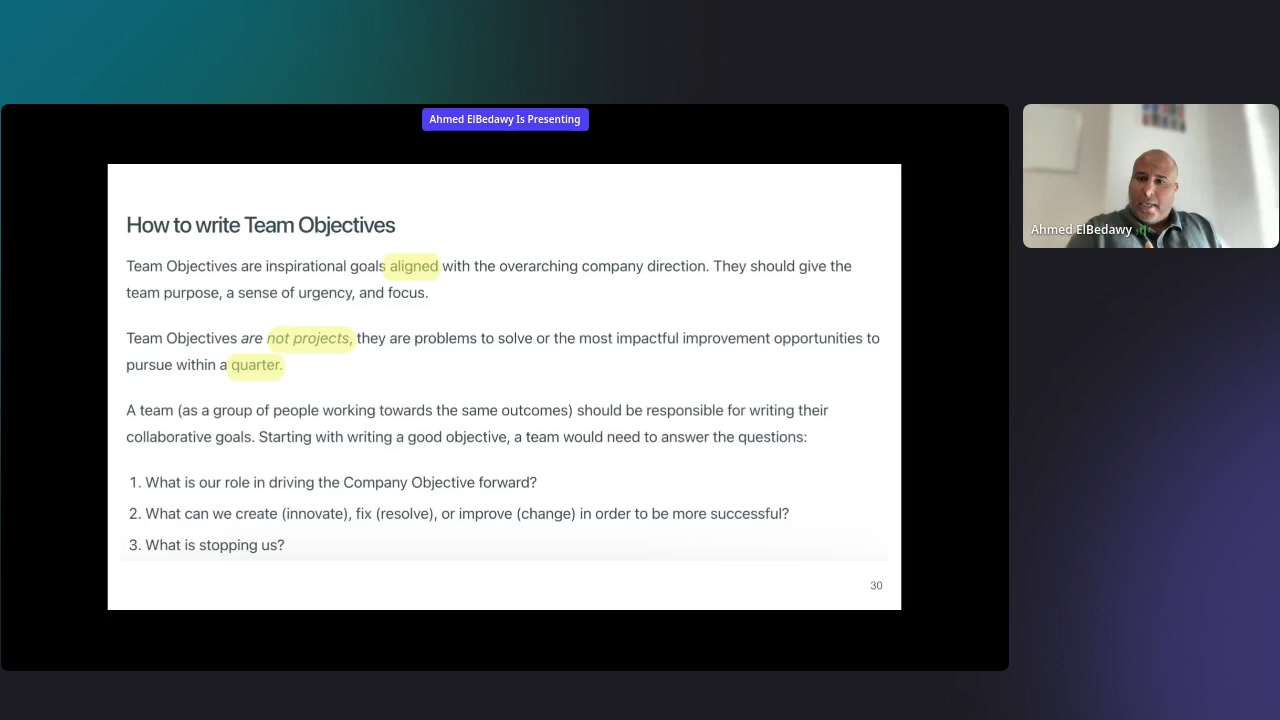 Ahmed ElBedawy Is Presenting
How to write Team Objectives
Team Objectives are inspirational goals aligned with the overarching company direction. They should give the
team purpose, a sense of urgency, and focus.
Team Objectives are not projects, they are problems to solve or the most impactful improvement opportunities to
pursue within a quarter.
A team (as a group of people working towards the same outcomes) should be responsible for writing their
collaborative goals. Starting with writing a good objective, a team would need to answer the questions:
1. What is our role in driving the Company Objective forward?
2. What can we create (innovate), fix (resolve), or improve (change) in order to be more successful?
3. What is stopping us?
30
Ahmed ElBedawy